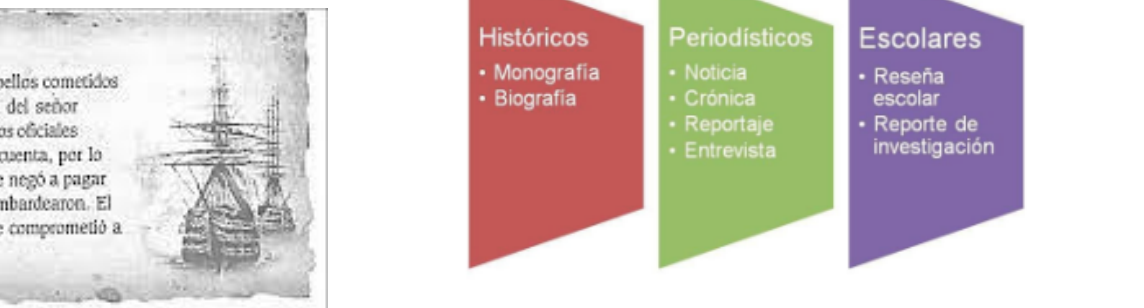 bellos cometidos
del señor
os oficiales
cuenta, por lo
e negó a pagar
mbardearon. El
e comprometió a
Históricos
• Monografía
• Biografía
Periodísticos
• Noticia
• Crónica
• Reportaje
• Entrevista
Escolares
• Reseña
escolar
• Reporte de
investigación